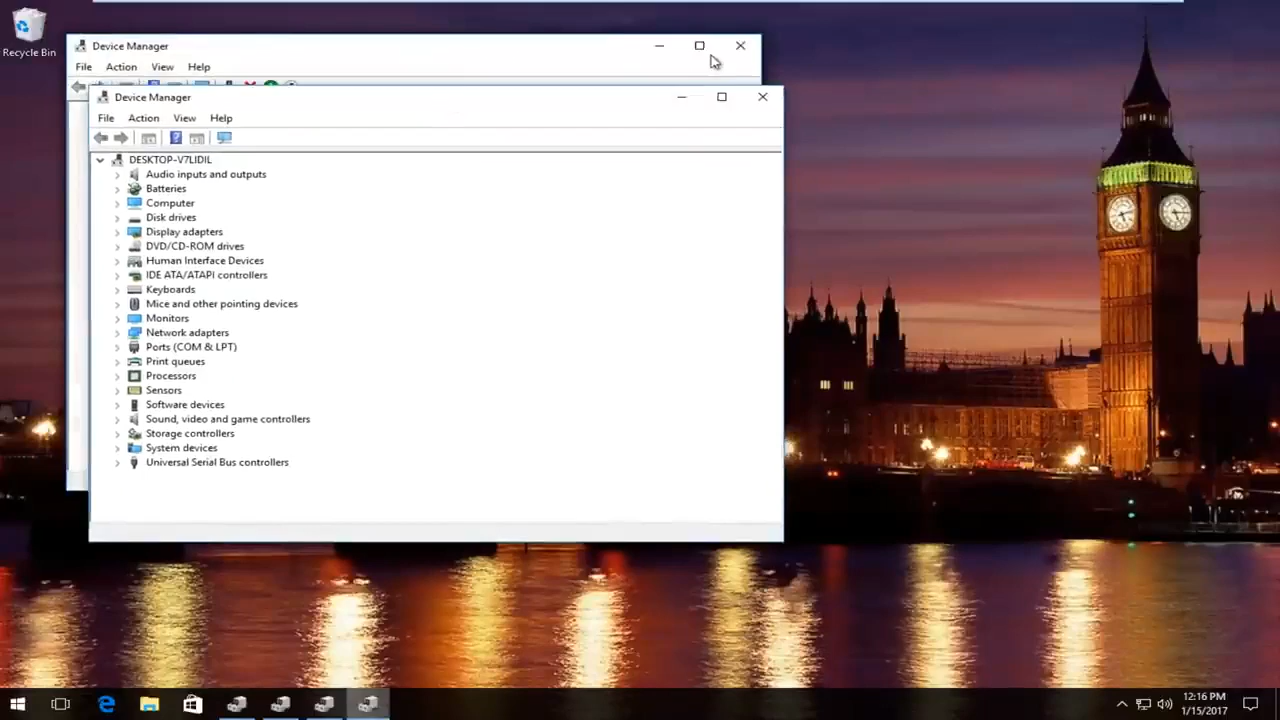 Recycle Bin
Device Manager
File Action View Help
Device Manager
File Action View Help
DESKTOP-V7LIDIL
Audio inputs and outputs
Batteries
Computer
Disk drives
Display adapters
DVD/CD-ROM drives
Human Interface Devices
IDE ATA/ATAPI controllers
Keyboards
Mice and other pointing devices
Monitors
Network adapters
Ports (COM & LPT)
Print queues
Processors
Sensors
Software devices
Sound, video and game controllers
Storage controllers
System devices
Universal Serial Bus controllers
12:16 PM
1/15/2017